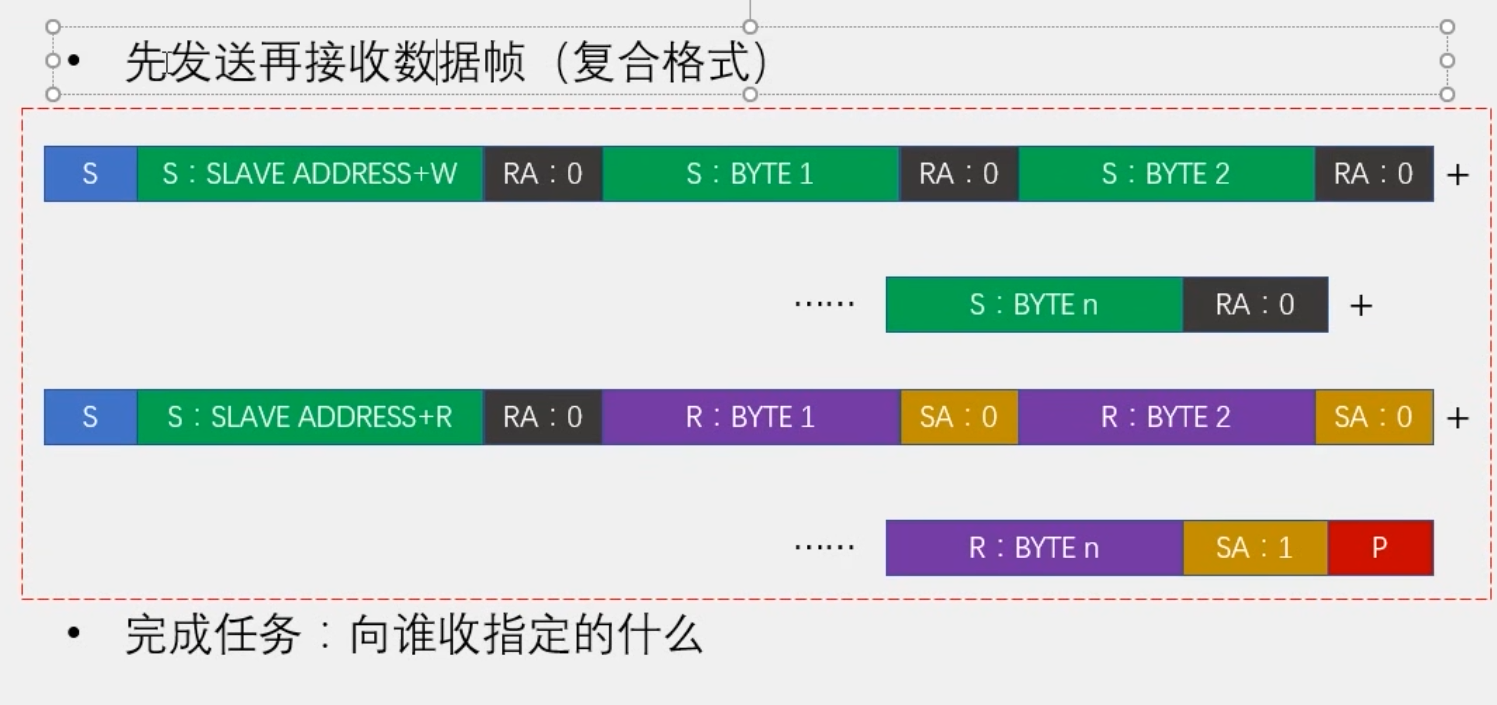 • 先发送再接收数据帧（复合格式）
S S：SLAVE ADDRESS+W RA：0 S：BYTE 1 RA：0 S：BYTE 2 RA：0 +
…… S：BYTE n RA：0 +
S S：SLAVE ADDRESS+R RA：0 R：BYTE 1 SA：0 R：BYTE 2 SA：0 +
…… R：BYTE n SA：1 P
• 完成任务：向谁收指定的什么